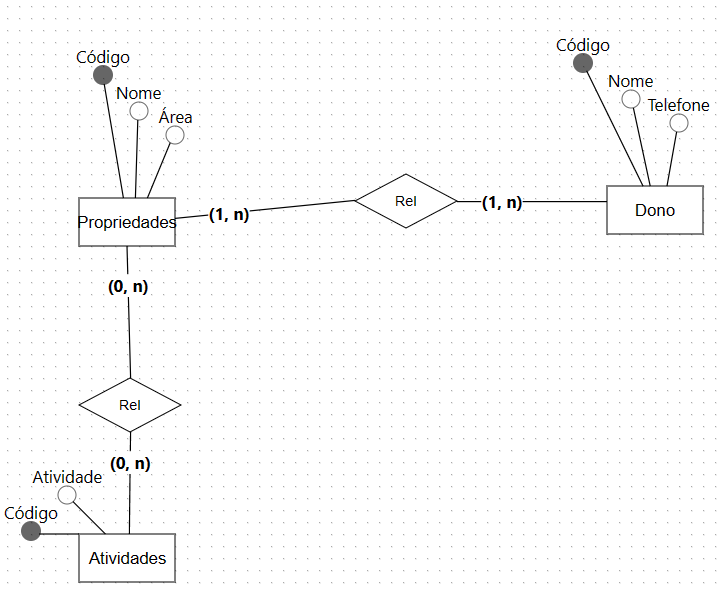 Código
Nome
Área
Código
Nome
Telefone
Propriedades
(1, n)
Rel
(1, n)
Dono
(0, n)
Rel
(0, n)
Atividade
Código
Atividades